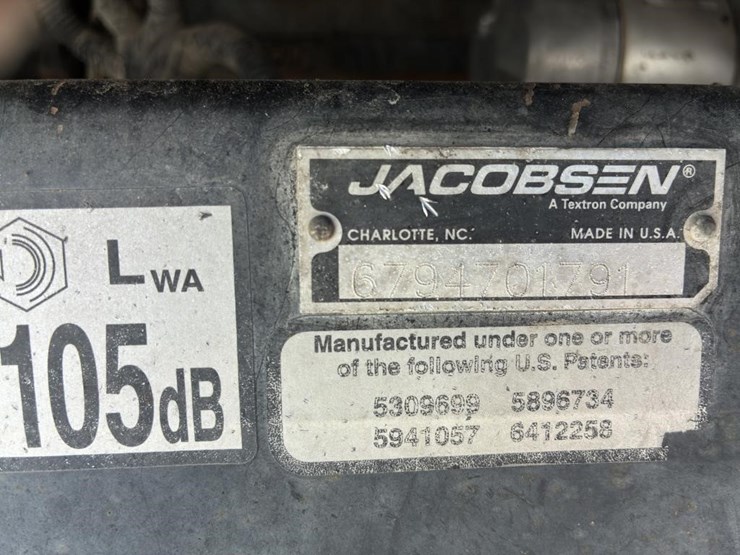 JACOBSEN®
A Textron Company
CHARLOTTE, NC.
MADE IN U.S.A.
6794701791
LWA
105dB
Manufactured under one or more
of the following U.S. Patents:
5309699 5896734
5941057 6412258